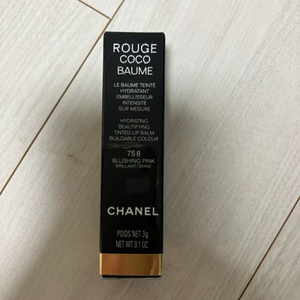 ROUGE
COCO
BAUME
LE BAUME TEINTÉ
HYDRATANT
EMBELLISSEUR
INTENSITÉ
SUR MESURE
HYDRATING
BEAUTIFYING
TINTED LIP BALM
BUILDABLE COLOUR
758
BLUSHING PINK
BRILLANT/SHINE
CHANEL
POIDS NET 3g
NET WT. 0.1 OZ.